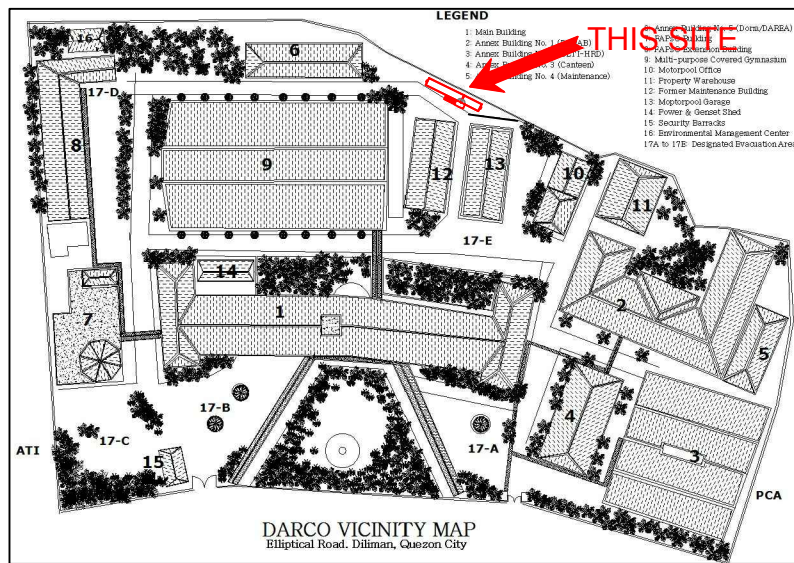 LEGEND
1: Main Building
2: Annex Building No. 1
3: Annex Building
4: Annex No. 3 (Canteen)
5: No. 4 (Maintenance)
6: Annex Building No. 5 (Dorm/DAREA)
7: Building
8: Extension Building
9: Multi-purpose Covered Gymnasium
10: Motorpool Office
11: Property Warehouse
12: Former Maintenance Building
13: Moptorpool Garage
14: Power & Genset Shed
15: Security Barracks
16: Environmental Management Center
17A to 17E: Designated Evacuation Area
THIS SITE
16
6
17-D
8
9
12
13
10
11
17-E
14
1
2
7
5
17-B
4
17-C
17-A
3
ATI
15
PCA
DARCO VICINITY MAP
Elliptical Road. Diliman, Quezon City